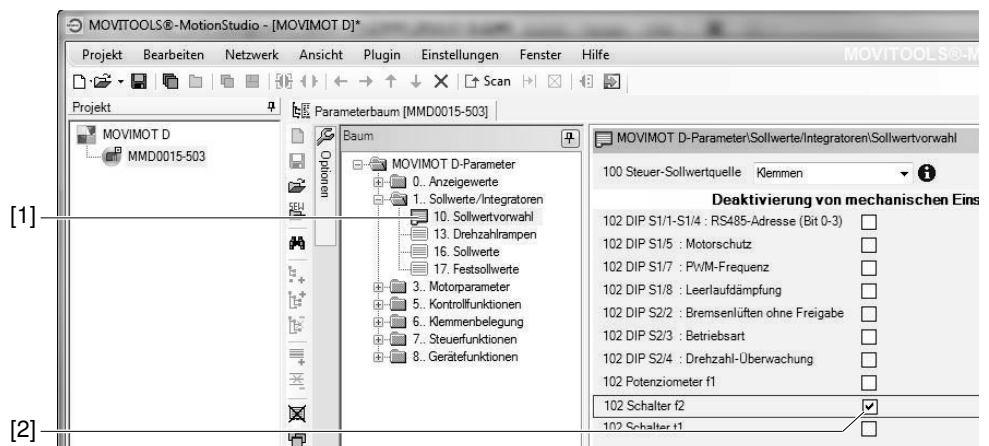 MOVITOOLS®-MotionStudio - [MOVIMOT D]*
Projekt Bearbeiten Netzwerk Ansicht Plugin Einstellungen Fenster Hilfe
MOVITOOLS®-M
Scan
Projekt
Parameterbaum [MMD0015-503]
MOVIMOT D
MMD0015-503
Optionen
SEW
Baum
MOVIMOT D-Parameter
0.. Anzeigewerte
1.. Sollwerte/Integratoren
[1]
10. Sollwertvorwahl
13. Drehzahlrampen
16. Sollwerte
17. Festsollwerte
3.. Motorparameter
5.. Kontrollfunktionen
6.. Klemmenbelegung
7.. Steuerfunktionen
8.. Gerätefunktionen
MOVIMOT D-Parameter\Sollwerte/Integratoren\Sollwertvorwahl
100 Steuer-Sollwertquelle Klemmen
Deaktivierung von mechanischen Eins
102 DIP S1/1-S1/4 : RS485-Adresse (Bit 0-3)
102 DIP S1/5 : Motorschutz
102 DIP S1/7 : PWM-Frequenz
102 DIP S1/8 : Leerlaufdämpfung
102 DIP S2/2 : Bremsenlüften ohne Freigabe
102 DIP S2/3 : Betriebsart
102 DIP S2/4 : Drehzahl-Überwachung
102 Potenziometer f1
102 Schalter f2
[2]
102 Schalter t1